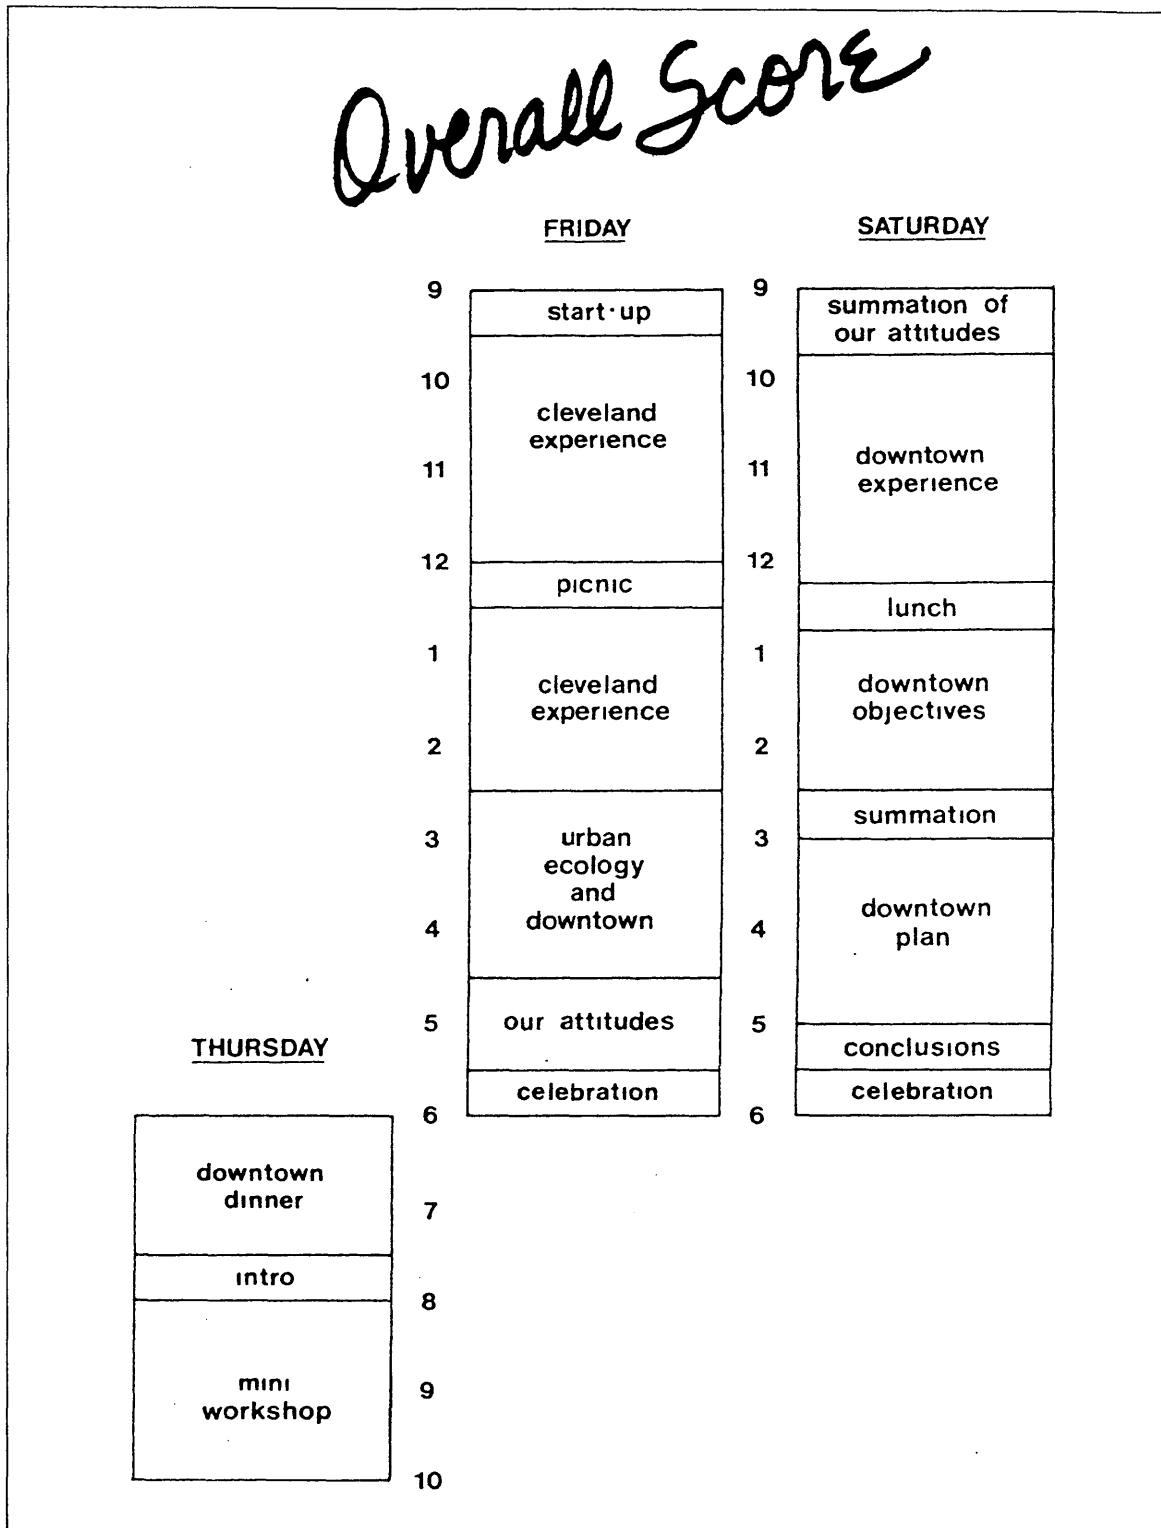 Overall Score
FRIDAY
9
start·up
10
cleveland
experience
11
12
picnic
1
cleveland
experience
2
3
urban
ecology
and
downtown
4
5
our attitudes
celebration
6
SATURDAY
9
summation of
our attitudes
10
downtown
experience
11
12
lunch
1
downtown
objectives
2
summation
3
downtown
plan
4
5
conclusions
celebration
6
THURSDAY
downtown
dinner
7
intro
8
mini
workshop
9
10